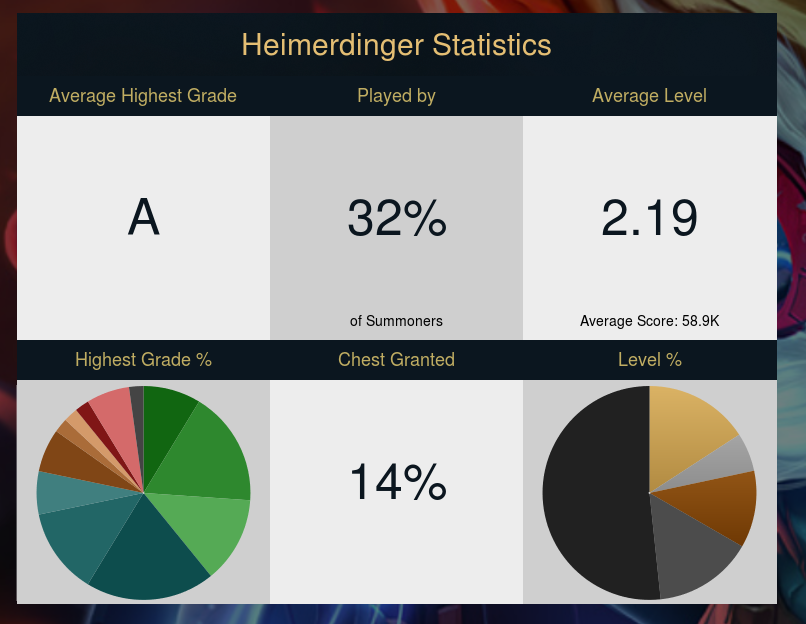 Heimerdinger Statistics
Average Highest Grade
Played by
Average Level
A
32%
2.19
of Summoners
Average Score: 58.9K
Highest Grade %
Chest Granted
Level %
14%